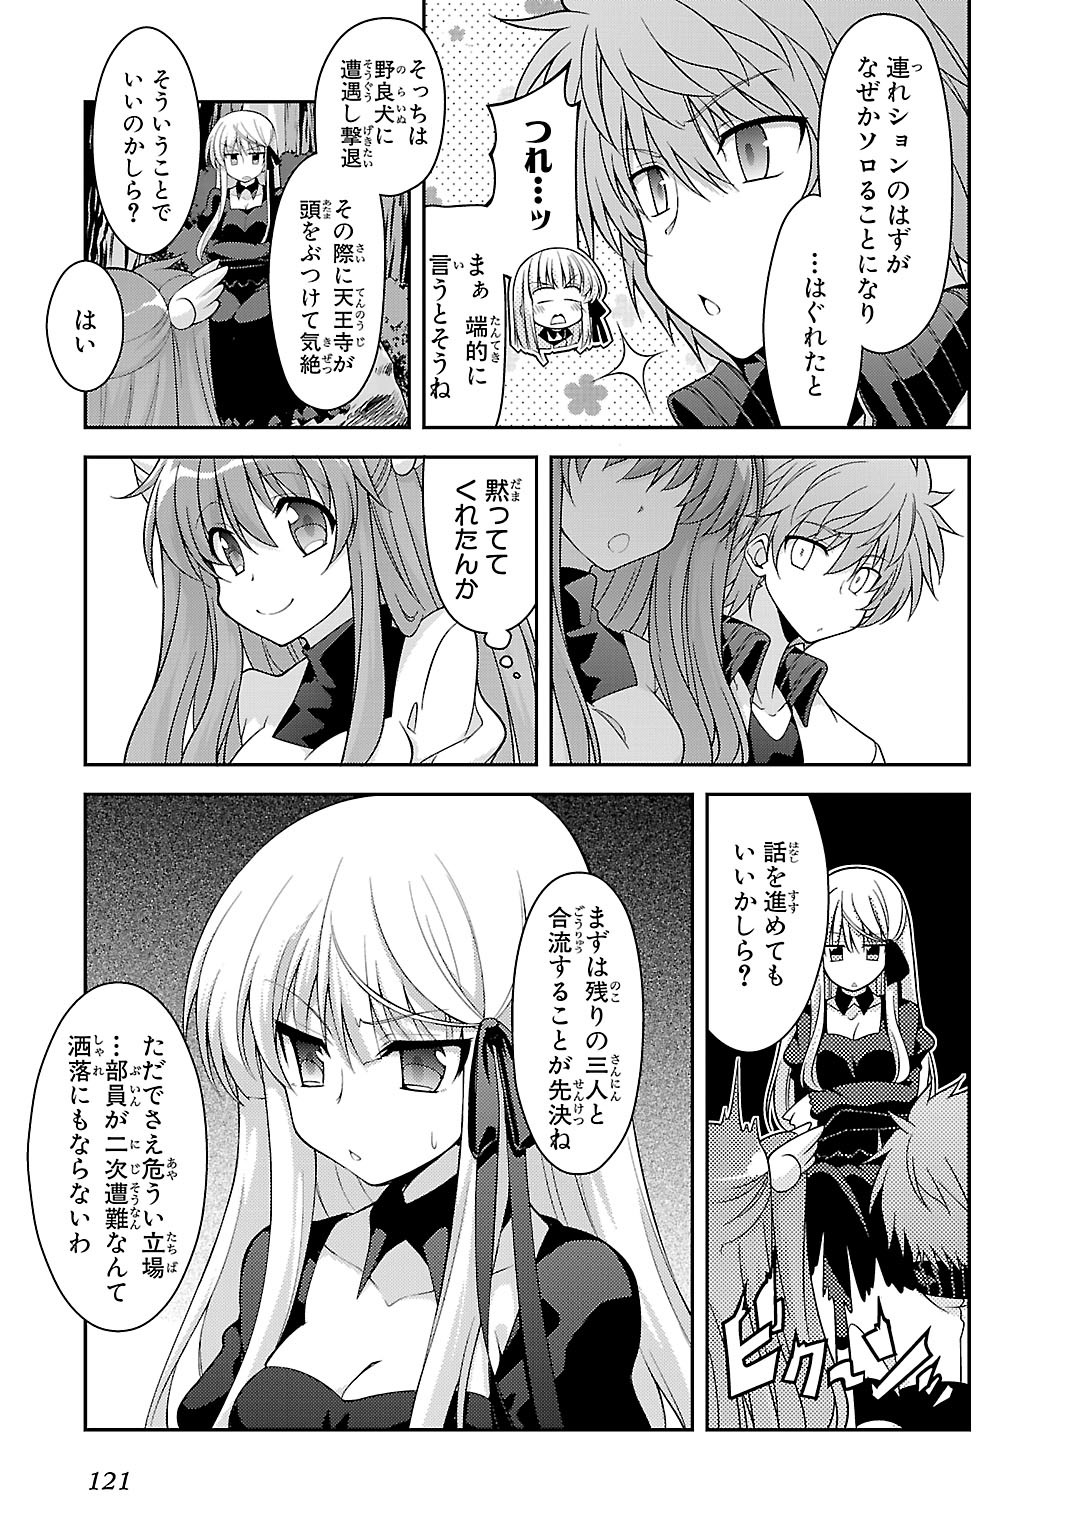 連れションのはずが
なぜかソロることになり
…はぐれたと
つれ…ッ
まぁ 端的に
言うとそうね
そっちは
野良犬に
遭遇し撃退
その際に天王寺が
頭をぶつけて気絶
そういうことで
いいのかしら？
はい
黙ってて
くれたんか
話を進めても
いいかしら？
ビク〜ンッ
まずは残りの三人と
合流することが先決ね
ただでさえ危うい立場
…部員が二次遭難なんて
洒落にもならないわ
121